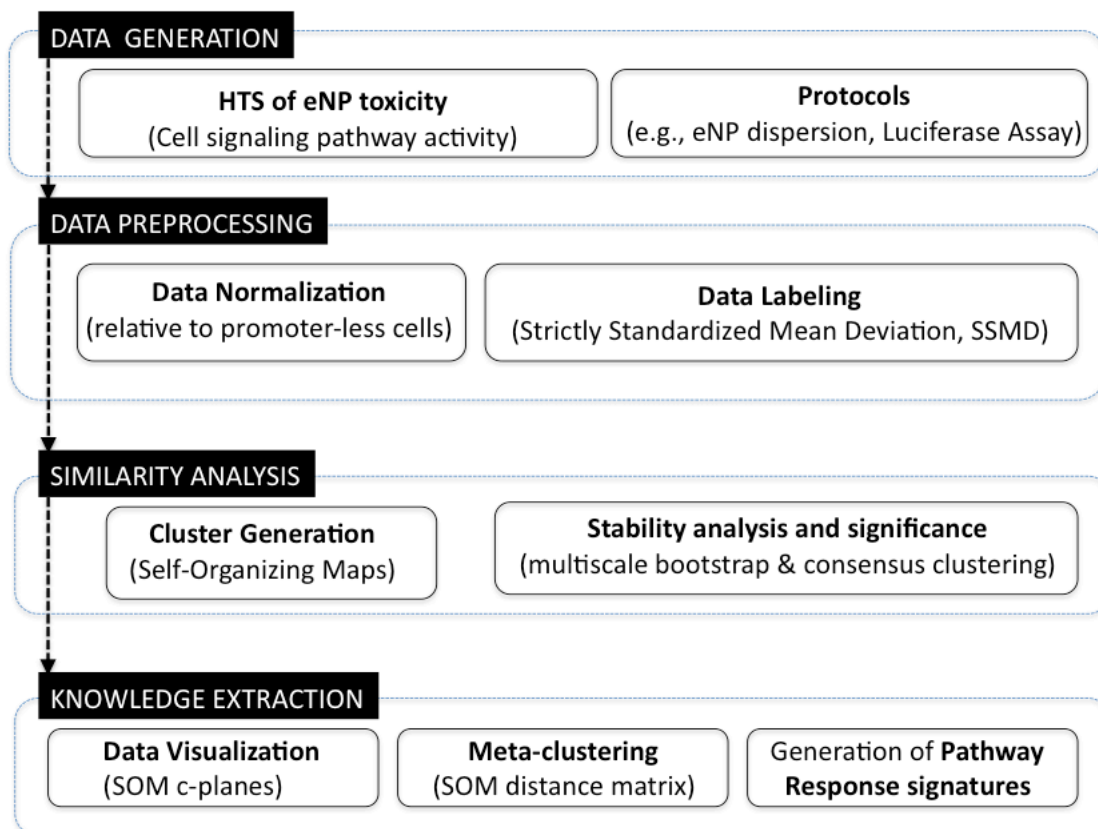 DATA GENERATION
HTS of eNP toxicity
(Cell signaling pathway activity)
Protocols
(e.g., eNP dispersion, Luciferase Assay)
DATA PREPROCESSING
Data Normalization
(relative to promoter-less cells)
Data Labeling
(Strictly Standardized Mean Deviation, SSMD)
SIMILARITY ANALYSIS
Cluster Generation
(Self-Organizing Maps)
Stability analysis and significance
(multiscale bootstrap & consensus clustering)
KNOWLEDGE EXTRACTION
Data Visualization
(SOM c-planes)
Meta-clustering
(SOM distance matrix)
Generation of Pathway
Response signatures